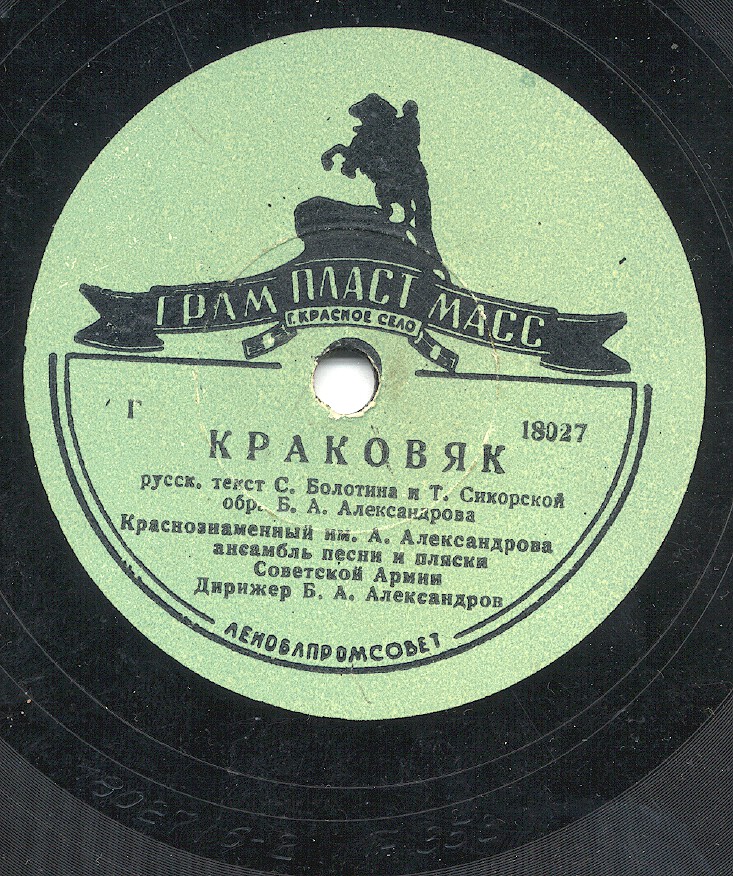 ГРАМ ПЛАСТ МАСС
Г. КРАСНОЕ СЕЛО
Г
18027
КРАКОВЯК
русск. текст С. Болотина и Т. Сикорской
обр. Б. А. Александрова
Краснознаменный им. А. Александрова
ансамбль песни и пляски
Советской Армии
Дирижер Б. А. Александров
ЛЕНОБЛПРОМСОВЕТ